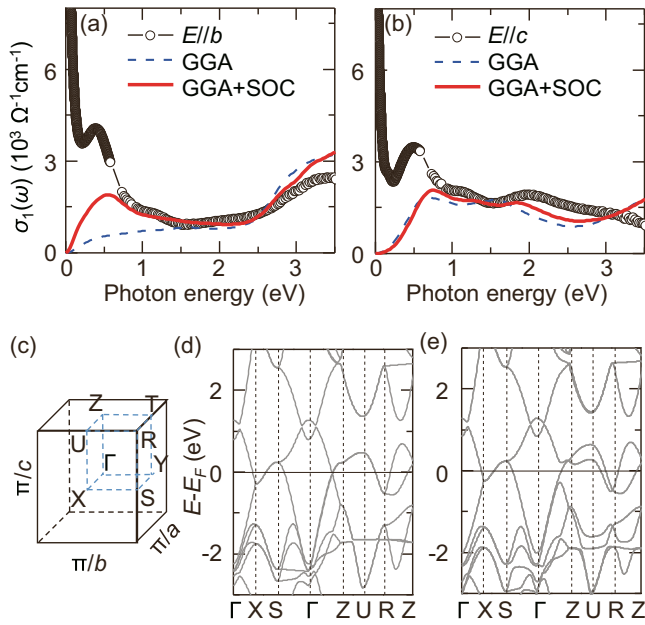 (a) E//b
GGA
GGA+SOC
(b) E//c
GGA
GGA+SOC
σ₁(ω) (10³ Ω⁻¹cm⁻¹)
6
3
0
0 1 2 3
Photon energy (eV)
6
3
0
0 1 2 3
Photon energy (eV)
(c)
Z T
U R
Γ Y
X S
π/c
π/b
π/a
(d)
E-E_F (eV)
2
0
-2
Γ X S Γ Z U R Z
(e)
2
0
-2
Γ X S Γ Z U R Z